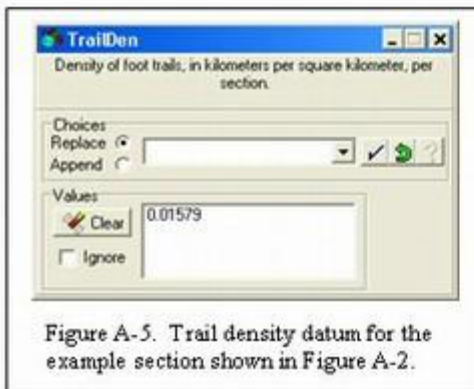 TrailDen
Density of foot trails, in kilometers per square kilometer, per
section.
Choices
Replace
Append
Values
Clear
0.01579
Ignore
Figure A-5. Trail density datum for the
example section shown in Figure A-2.